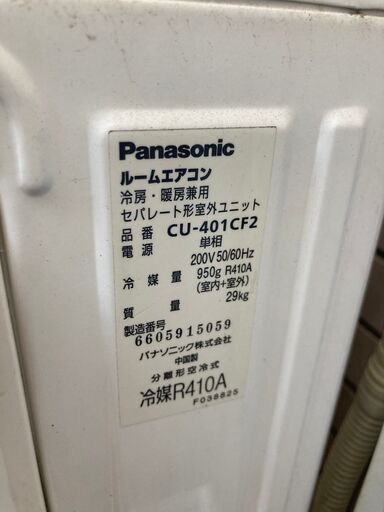 Panasonic
ルームエアコン
冷房・暖房兼用
セパレート形室外ユニット
品番 CU-401CF2
電源 単相
200V 50/60Hz
冷媒量 950g R410A
(室内+室外)
質量 29kg
製造番号
6605915059
パナソニック株式会社
中国製
分離形空冷式
冷媒R410A
F038825